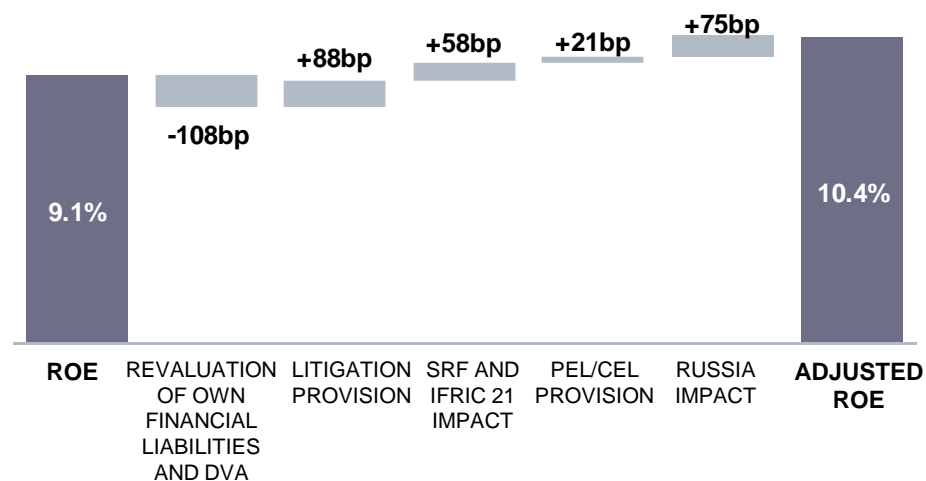 +88bp
+58bp
+21bp
+75bp
-108bp
9.1%
10.4%
ROE
REVALUATION
OF OWN
FINANCIAL
LIABILITIES
AND DVA
LITIGATION
PROVISION
SRF AND
IFRIC 21
IMPACT
PEL/CEL
PROVISION
RUSSIA
IMPACT
ADJUSTED
ROE